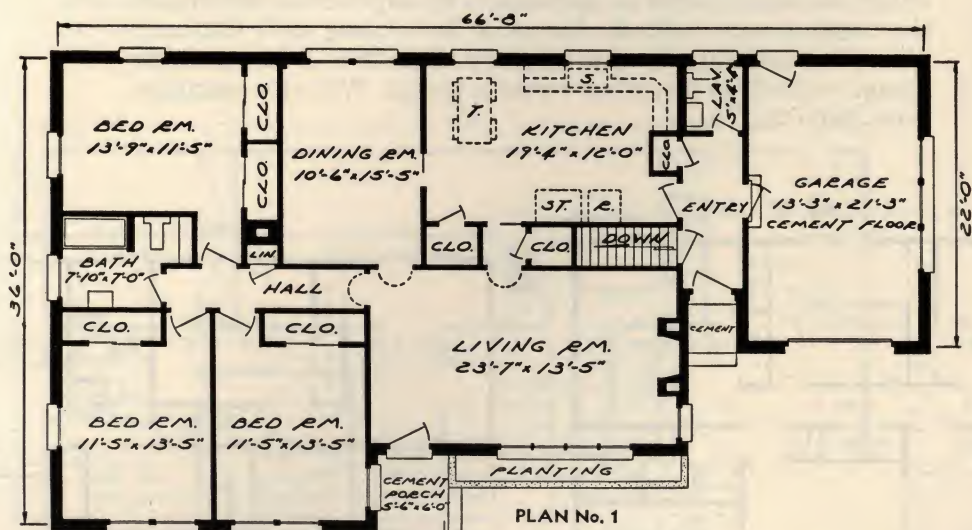 66'-8"
BED RM.
13'-9"x11'-5"
CLO.
CLO.
LIN.
DINING RM.
10'-6"x15'-5"
T.
S.
KITCHEN
19'-4"x12'-0"
CLO.
ST.
R.
LAV.
5'x4'-8"
ENTRY
GARAGE
13'-3"x21'-3"
CEMENT FLOOR
22'-0"
36'-0"
BATH
7'-10"x7'-0"
HALL
CLO.
CLO.
DOWN
CLO.
CLO.
LIVING RM.
23'-7"x13'-5"
CEMENT
BED RM.
11'-5"x13'-5"
BED RM.
11'-5"x13'-5"
CEMENT
PORCH
5'-6"x6'-0"
PLANTING
PLAN No. 1